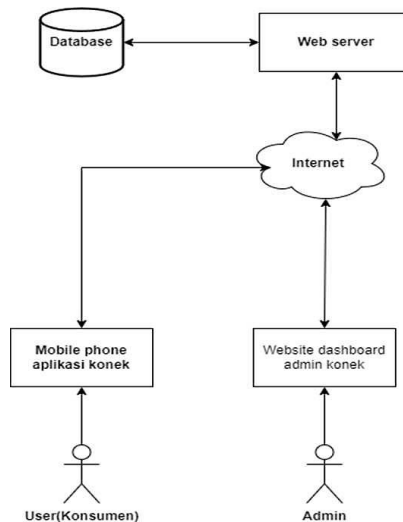 Database
Web server
Internet
Mobile phone
aplikasi konek
Website dashboard
admin konek
User(Konsumen)
Admin